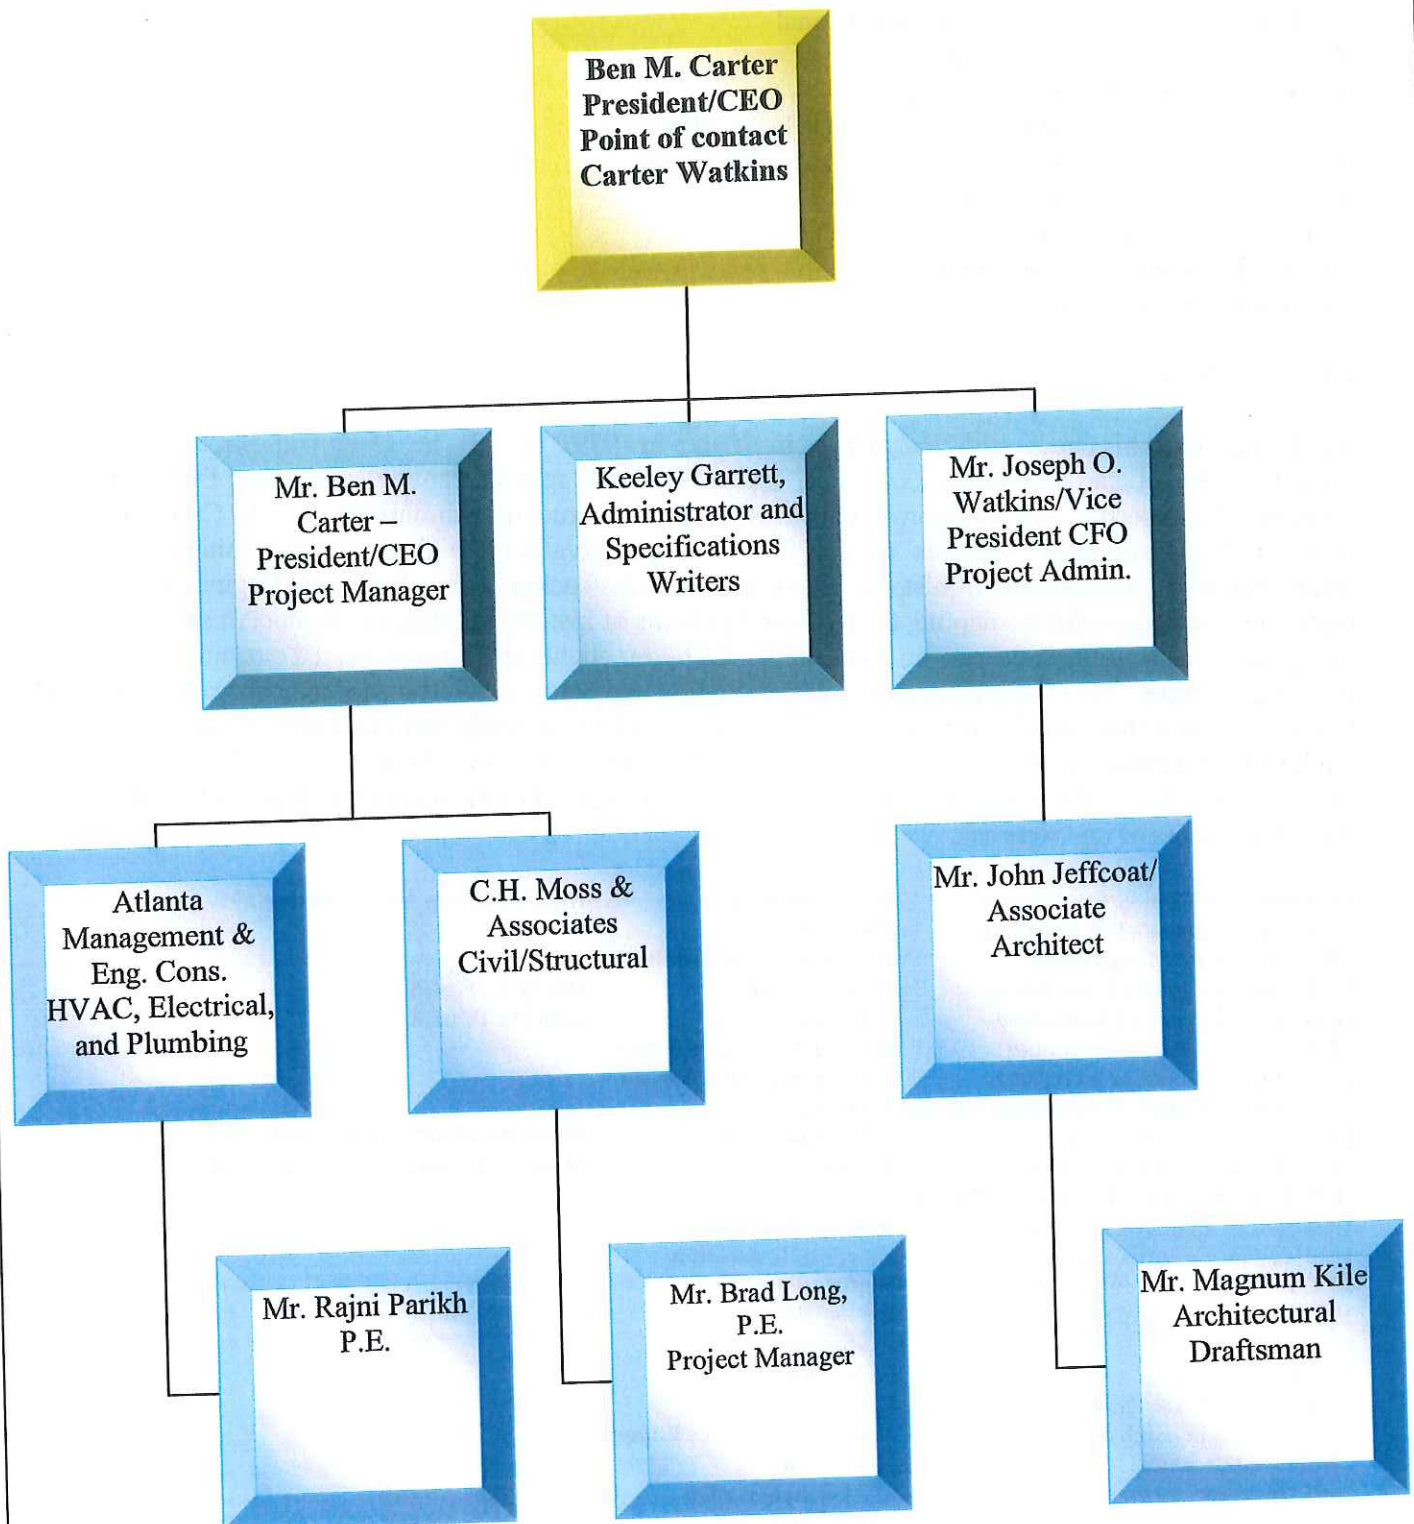 Ben M. Carter
President/CEO
Point of contact
Carter Watkins
Mr. Ben M.
Carter –
President/CEO
Project Manager
Keeley Garrett,
Administrator and
Specifications
Writers
Mr. Joseph O.
Watkins/Vice
President CFO
Project Admin.
Atlanta
Management &
Eng. Cons.
HVAC, Electrical,
and Plumbing
C.H. Moss &
Associates
Civil/Structural
Mr. John Jeffcoat/
Associate
Architect
Mr. Rajni Parikh
P.E.
Mr. Brad Long,
P.E.
Project Manager
Mr. Magnum Kile
Architectural
Draftsman